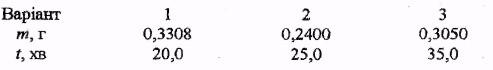 Варіант 1 2 3
m, г 0,3308 0,2400 0,3050
t, хв 20,0 25,0 35,0